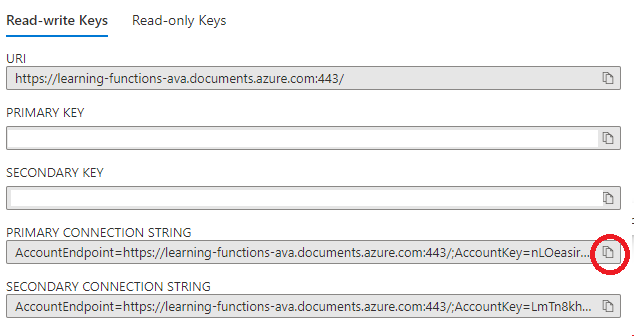 Read-write Keys Read-only Keys
URI
https://learning-functions-ava.documents.azure.com:443/
PRIMARY KEY
SECONDARY KEY
PRIMARY CONNECTION STRING
AccountEndpoint=https://learning-functions-ava.documents.azure.com:443/;AccountKey=nLOeasir...
SECONDARY CONNECTION STRING
AccountEndpoint=https://learning-functions-ava.documents.azure.com:443/;AccountKey=LmTn8kh...